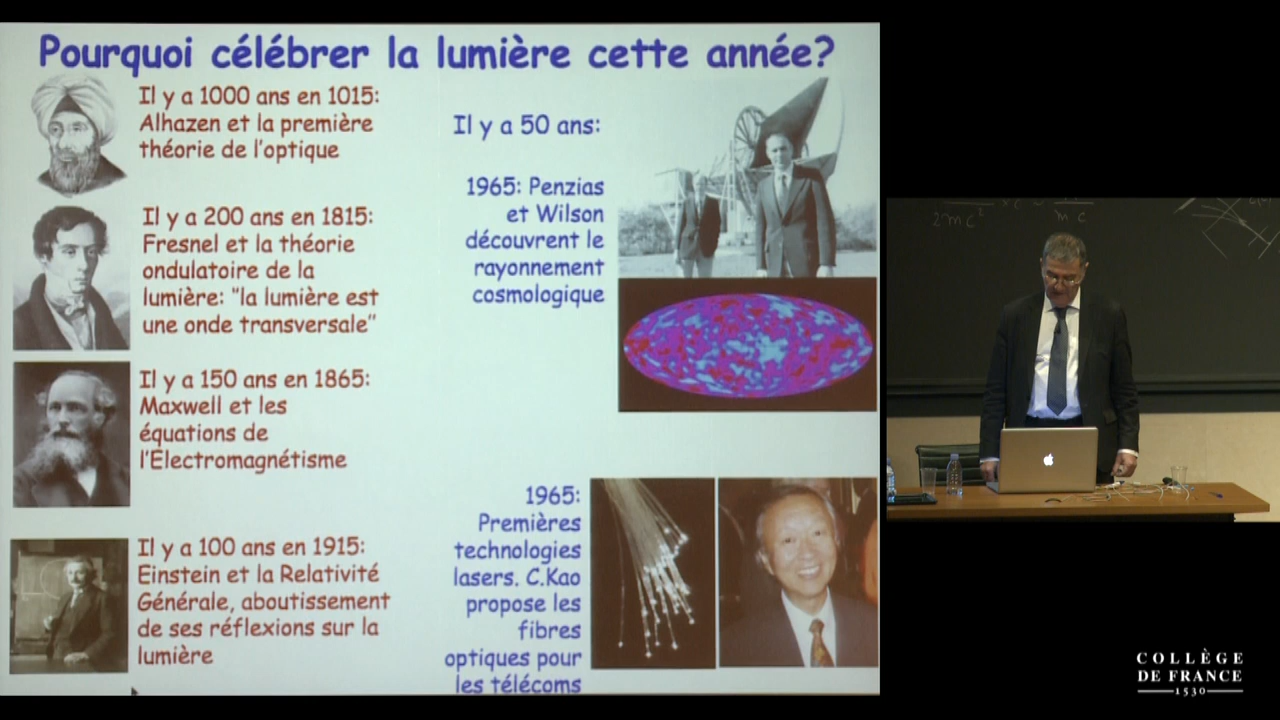 Pourquoi célébrer la lumière cette année?
Il y a 1000 ans en 1015:
Alhazen et la première
théorie de l'optique
Il y a 200 ans en 1815:
Fresnel et la théorie
ondulatoire de la
lumière: "la lumière est
une onde transversale"
Il y a 150 ans en 1865:
Maxwell et les
équations de
l'Electromagnétisme
Il y a 100 ans en 1915:
Einstein et la Relativité
Générale, aboutissement
de ses réflexions sur la
lumière
Il y a 50 ans:
1965: Penzias
et Wilson
découvrent le
rayonnement
cosmologique
1965:
Premières
technologies
lasers. C.Kao
propose les
fibres
optiques pour
les télécoms
COLLÈGE
DE FRANCE
1530